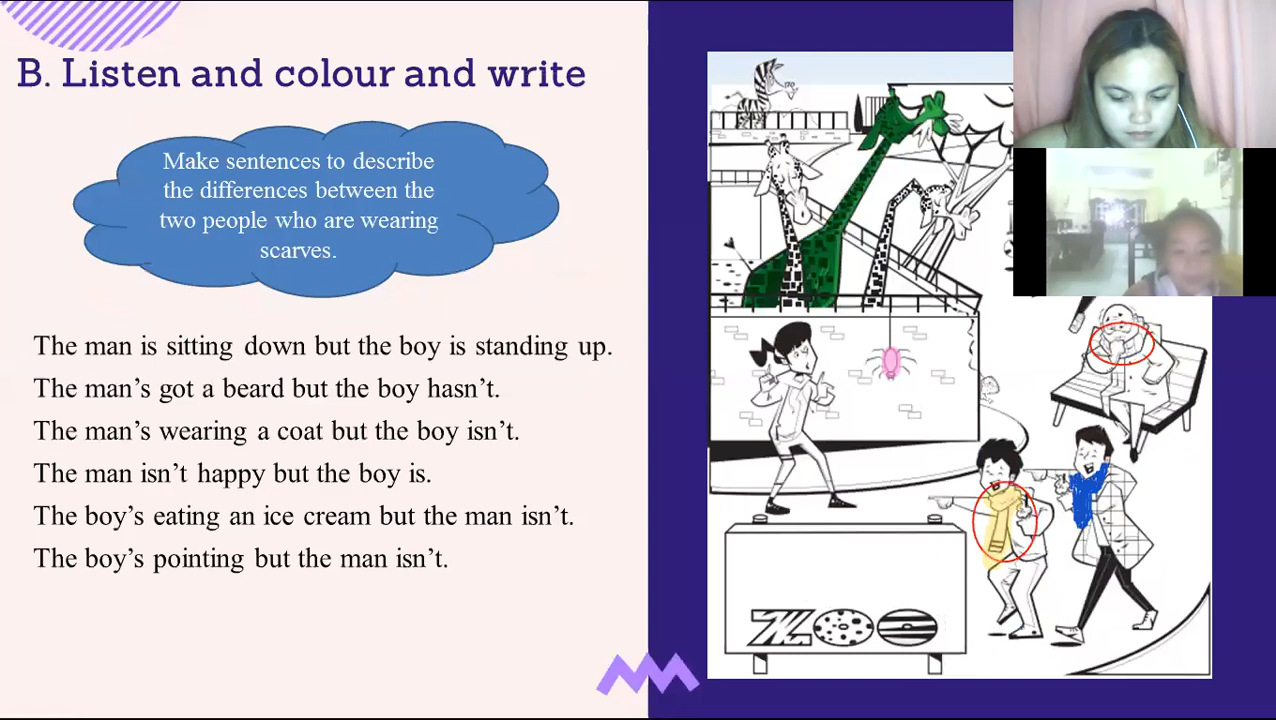 B. Listen and colour and write
Make sentences to describe
the differences between the
two people who are wearing
scarves.
The man is sitting down but the boy is standing up.
The man’s got a beard but the boy hasn’t.
The man’s wearing a coat but the boy isn’t.
The man isn’t happy but the boy is.
The boy’s eating an ice cream but the man isn’t.
The boy’s pointing but the man isn’t.
ZOO